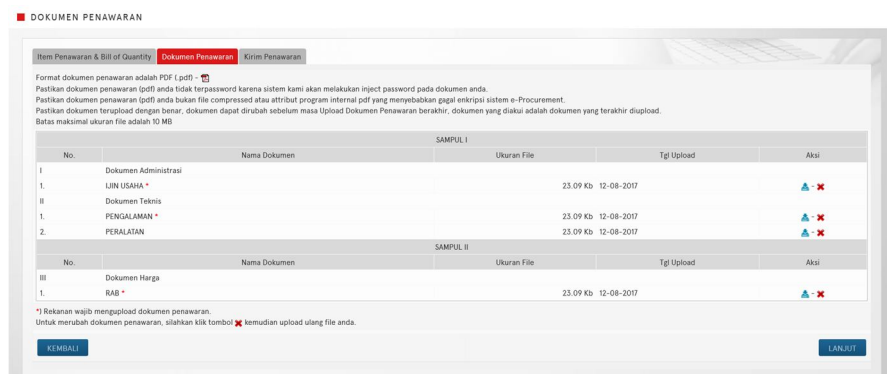 DOKUMEN PENAWARAN
Item Penawaran & Bill of Quantity Dokumen Penawaran Kirim Penawaran
Format dokumen penawaran adalah PDF (.pdf) -
Pastikan dokumen penawaran (pdf) anda tidak terpassword karena sistem kami akan melakukan inject password pada dokumen anda.
Pastikan dokumen penawaran (pdf) anda bukan file compressed atau attribut program internal pdf yang menyebabkan gagal enkripsi sistem e-Procurement.
Pastikan dokumen terupload dengan benar, dokumen dapat dirubah sebelum masa Upload Dokumen Penawaran berakhir, dokumen yang diakui adalah dokumen yang terakhir diupload.
Batas maksimal ukuran file adalah 10 MB
SAMPUL I
No. Nama Dokumen Ukuran File Tgl Upload Aksi
I Dokumen Administrasi
1. IJIN USAHA * 23.09 Kb 12-08-2017 -
II Dokumen Teknis
1. PENGALAMAN * 23.09 Kb 12-08-2017 -
2. PERALATAN 23.09 Kb 12-08-2017 -
SAMPUL II
No. Nama Dokumen Ukuran File Tgl Upload Aksi
III Dokumen Harga
1. RAB * 23.09 Kb 12-08-2017 -
*) Rekanan wajib mengupload dokumen penawaran.
Untuk merubah dokumen penawaran, silahkan klik tombol kemudian upload ulang file anda.
KEMBALI LANJUT